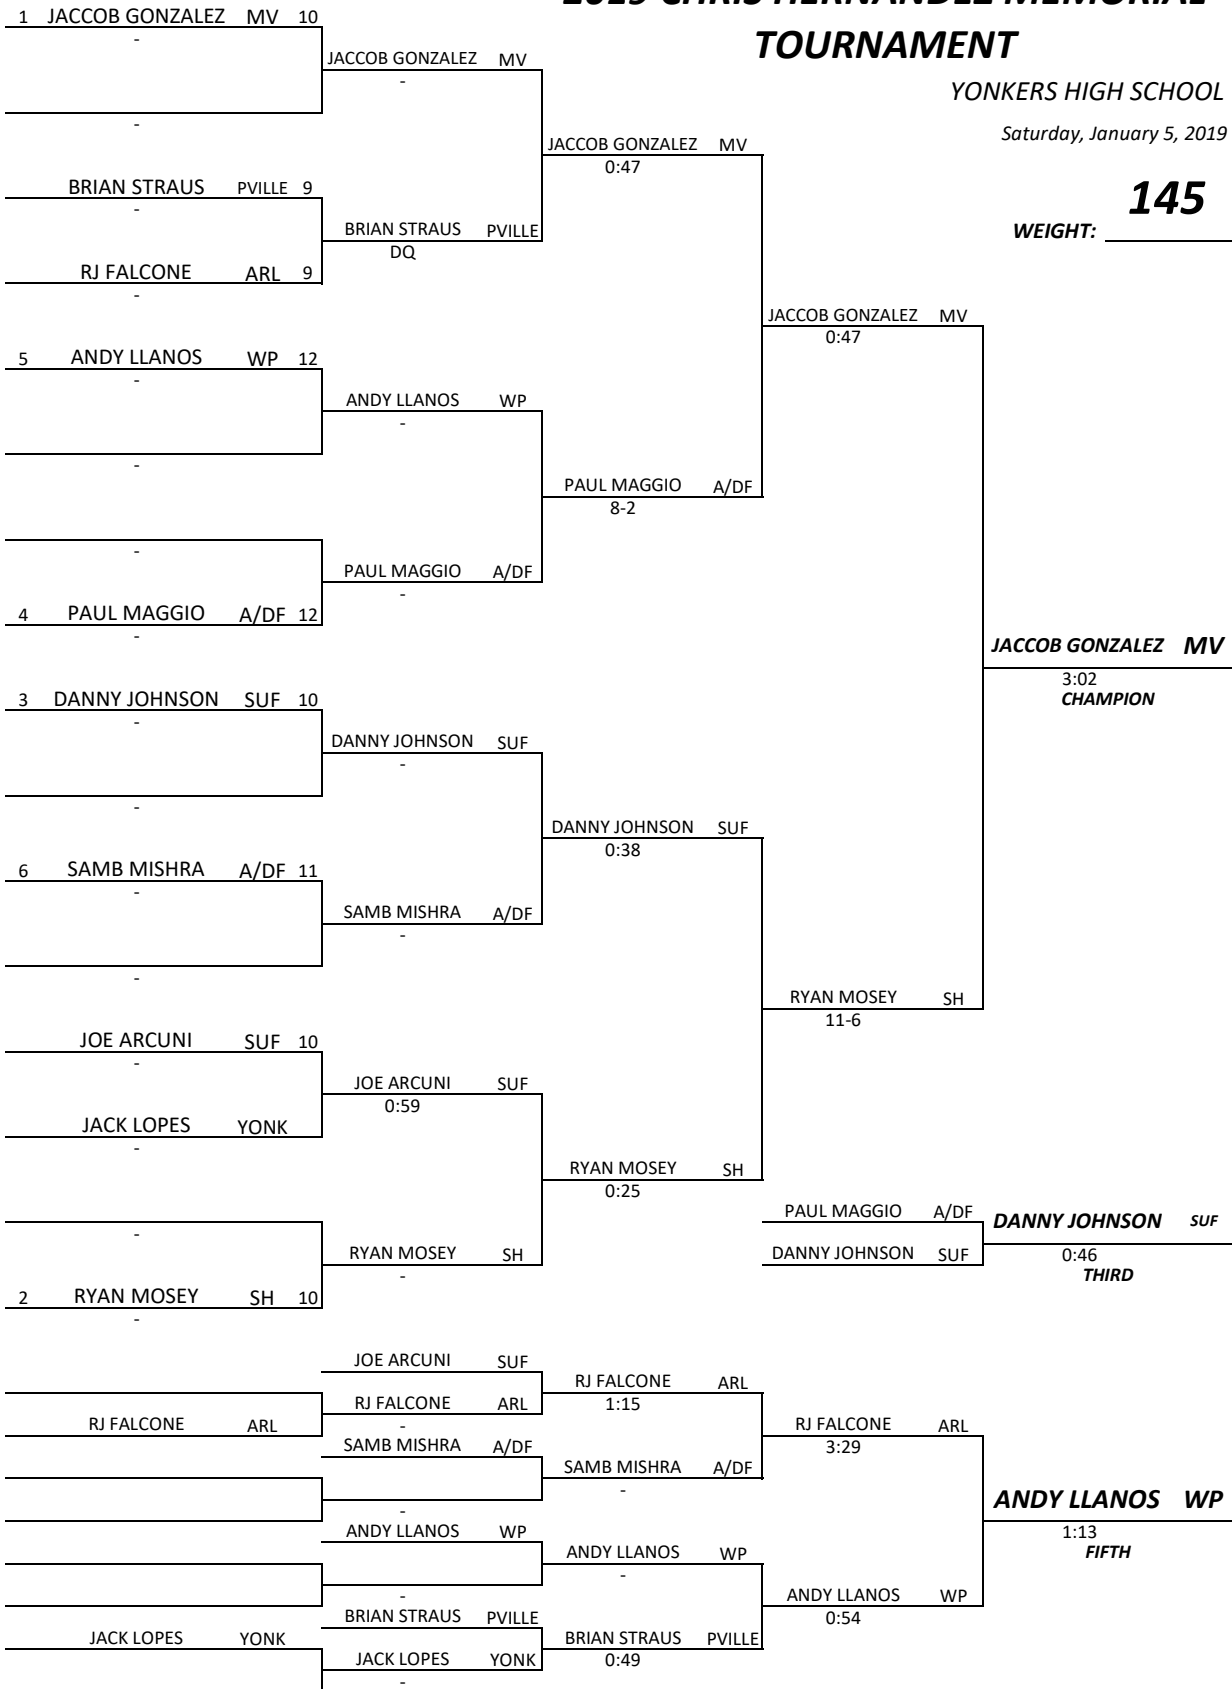 2019 CHRIS HERNANDEZ MEMORIAL
TOURNAMENT
YONKERS HIGH SCHOOL
Saturday, January 5, 2019
145
WEIGHT:
1 JACCOB GONZALEZ MV 10
-
JACCOB GONZALEZ MV
-
-
JACCOB GONZALEZ MV
0:47
BRIAN STRAUS PVILLE 9
-
BRIAN STRAUS PVILLE
DQ
RJ FALCONE ARL 9
-
JACCOB GONZALEZ MV
0:47
5 ANDY LLANOS WP 12
-
ANDY LLANOS WP
-
-
PAUL MAGGIO A/DF
8-2
-
PAUL MAGGIO A/DF
-
4 PAUL MAGGIO A/DF 12
-
JACCOB GONZALEZ MV
3:02
CHAMPION
3 DANNY JOHNSON SUF 10
-
DANNY JOHNSON SUF
-
-
DANNY JOHNSON SUF
0:38
6 SAMB MISHRA A/DF 11
-
SAMB MISHRA A/DF
-
-
RYAN MOSEY SH
11-6
JOE ARCUNI SUF 10
-
JOE ARCUNI SUF
0:59
JACK LOPES YONK
-
RYAN MOSEY SH
0:25
-
RYAN MOSEY SH
-
2 RYAN MOSEY SH 10
-
PAUL MAGGIO A/DF
DANNY JOHNSON SUF
DANNY JOHNSON SUF
0:46
THIRD
JOE ARCUNI SUF
RJ FALCONE ARL
1:15
RJ FALCONE ARL
-
RJ FALCONE ARL
RJ FALCONE ARL
3:29
SAMB MISHRA A/DF
SAMB MISHRA A/DF
-
-
ANDY LLANOS WP
1:13
FIFTH
ANDY LLANOS WP
ANDY LLANOS WP
-
-
ANDY LLANOS WP
0:54
BRIAN STRAUS PVILLE
BRIAN STRAUS PVILLE
0:49
JACK LOPES YONK
JACK LOPES YONK
-